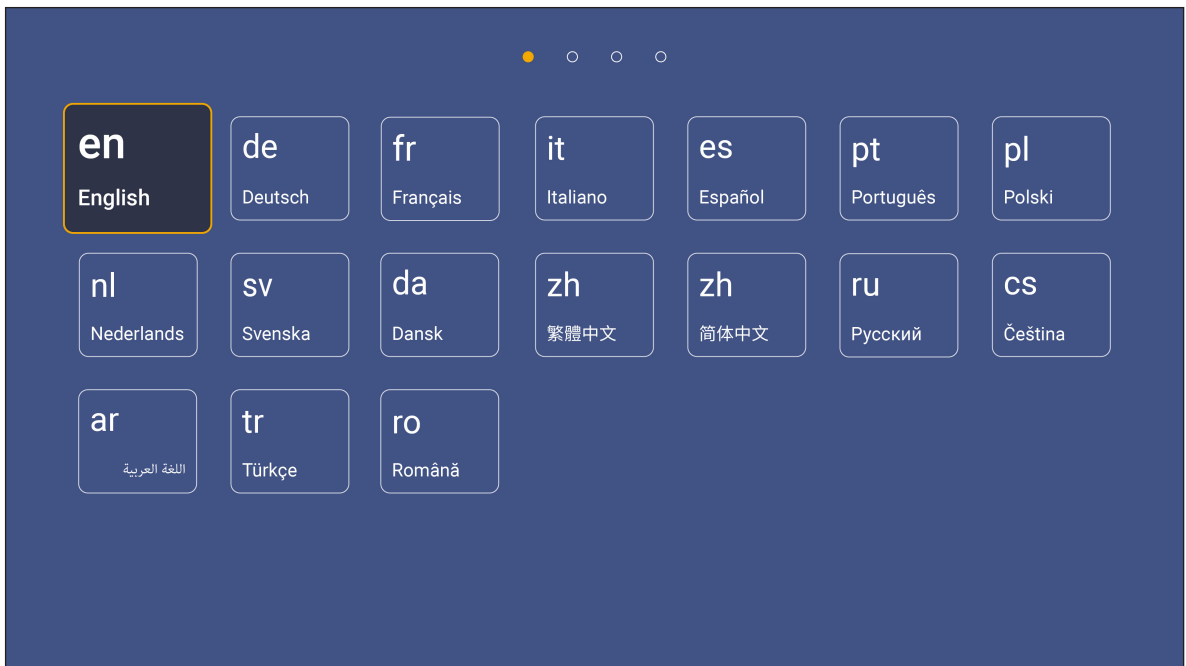 en
English
de
Deutsch
fr
Français
it
Italiano
es
Español
pt
Português
pl
Polski
nl
Nederlands
sv
Svenska
da
Dansk
zh
繁體中文
zh
简体中文
ru
Русский
cs
Čeština
ar
اللغة العربية
tr
Türkçe
ro
Română